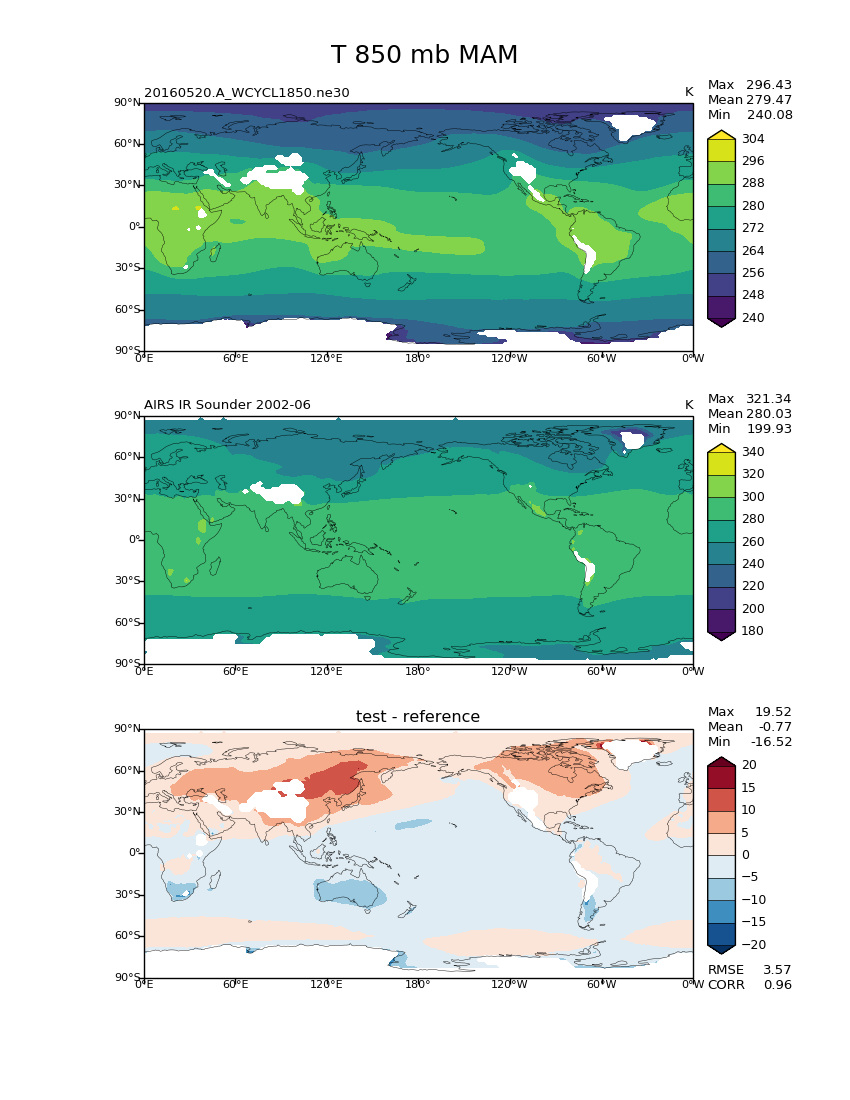 T 850 mb MAM
20160520.A_WCYCL1850.ne30
K
Max 296.43
Mean 279.47
Min 240.08
90°N
60°N
30°N
0°
30°S
60°S
90°S
0°E 60°E 120°E 180° 120°W 60°W 0°W
304
296
288
280
272
264
256
248
240
AIRS IR Sounder 2002-06
K
Max 321.34
Mean 280.03
Min 199.93
90°N
60°N
30°N
0°
30°S
60°S
90°S
0°E 60°E 120°E 180° 120°W 60°W 0°W
340
320
300
280
260
240
220
200
180
test - reference
Max 19.52
Mean -0.77
Min -16.52
90°N
60°N
30°N
0°
30°S
60°S
90°S
0°E 60°E 120°E 180° 120°W 60°W 0°W
20
15
10
5
0
−5
−10
−15
−20
RMSE 3.57
CORR 0.96